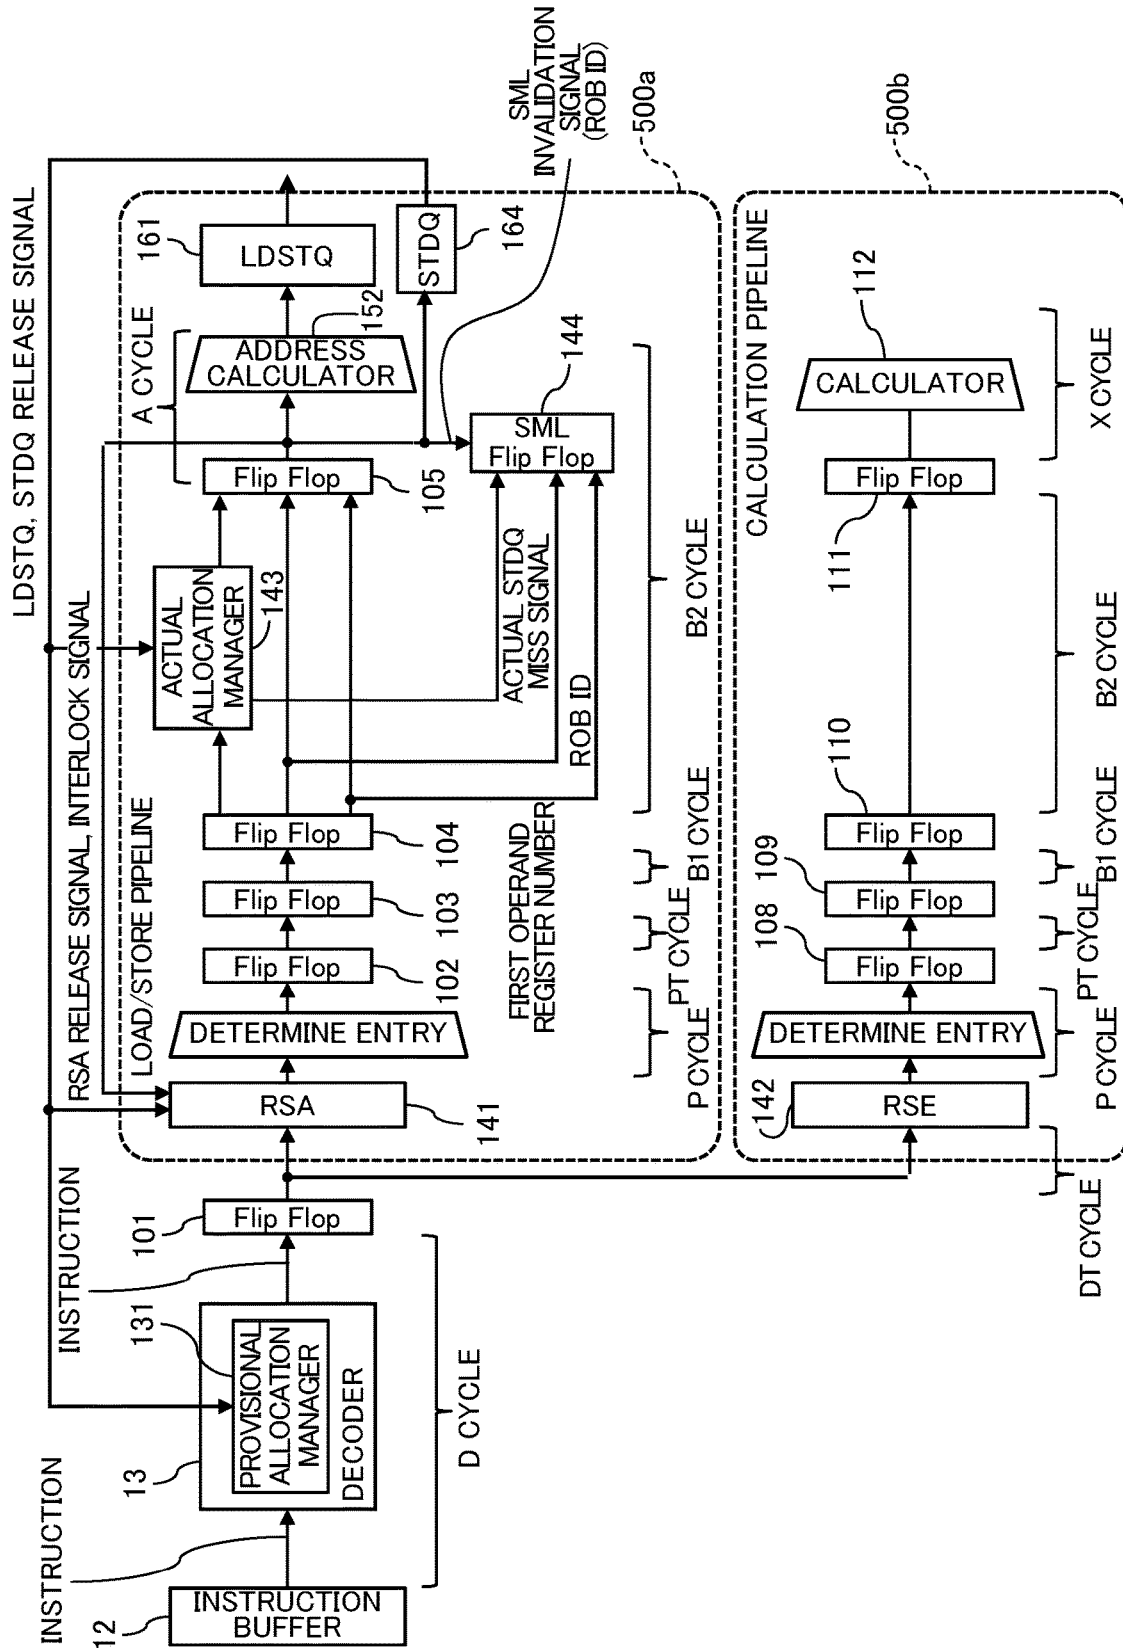 LDSTQ, STDQ RELEASE SIGNAL
RSA RELEASE SIGNAL, INTERLOCK SIGNAL
INSTRUCTION
12
INSTRUCTION
BUFFER
13
131
PROVISIONAL
ALLOCATION
MANAGER
DECODER
D CYCLE
INSTRUCTION
101
Flip Flop
DT CYCLE
LOAD/STORE PIPELINE
RSA
141
DETERMINE ENTRY
P CYCLE
Flip Flop
102
PT CYCLE
Flip Flop
103
B1 CYCLE
Flip Flop
104
FIRST OPERAND
REGISTER NUMBER
ROB ID
ACTUAL
ALLOCATION
MANAGER
143
ACTUAL STDQ
MISS SIGNAL
B2 CYCLE
Flip Flop
105
A CYCLE
ADDRESS
CALCULATOR
152
SML
Flip Flop
144
LDSTQ
161
STDQ
164
SML
INVALIDATION
SIGNAL
(ROB ID)
500a
CALCULATION PIPELINE
500b
RSE
142
DETERMINE ENTRY
P CYCLE
Flip Flop
108
PT CYCLE
Flip Flop
109
B1 CYCLE
Flip Flop
110
B2 CYCLE
Flip Flop
111
CALCULATOR
112
X CYCLE